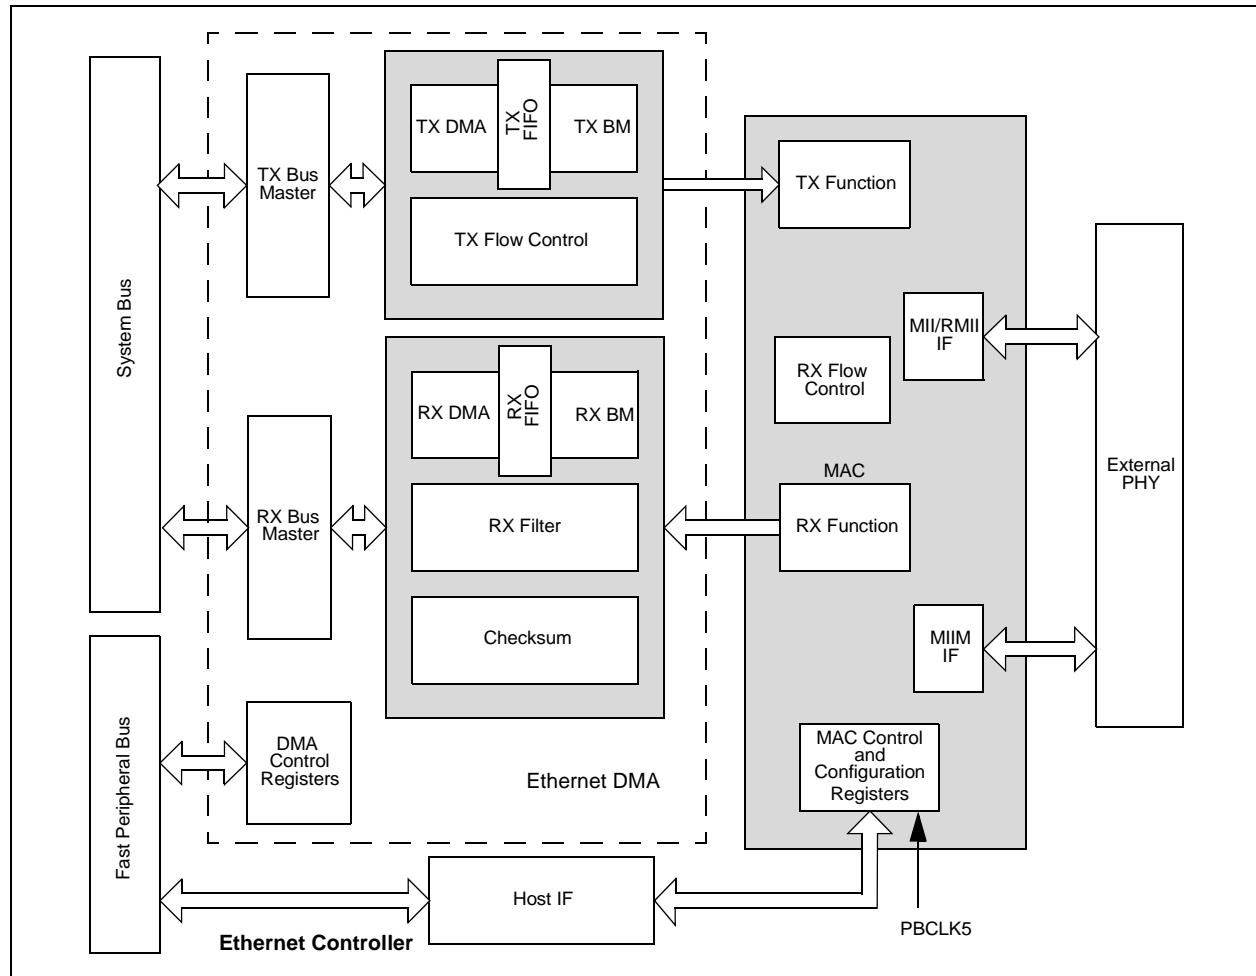 System Bus
Fast Peripheral Bus
TX Bus
Master
TX DMA
TX
FIFO
TX BM
TX Flow Control
RX Bus
Master
RX DMA
RX
FIFO
RX BM
RX Filter
Checksum
DMA
Control
Registers
Ethernet DMA
Host IF
Ethernet Controller
TX Function
MII/RMII
IF
RX Flow
Control
MAC
RX Function
MIIM
IF
MAC Control
and
Configuration
Registers
PBCLK5
External
PHY